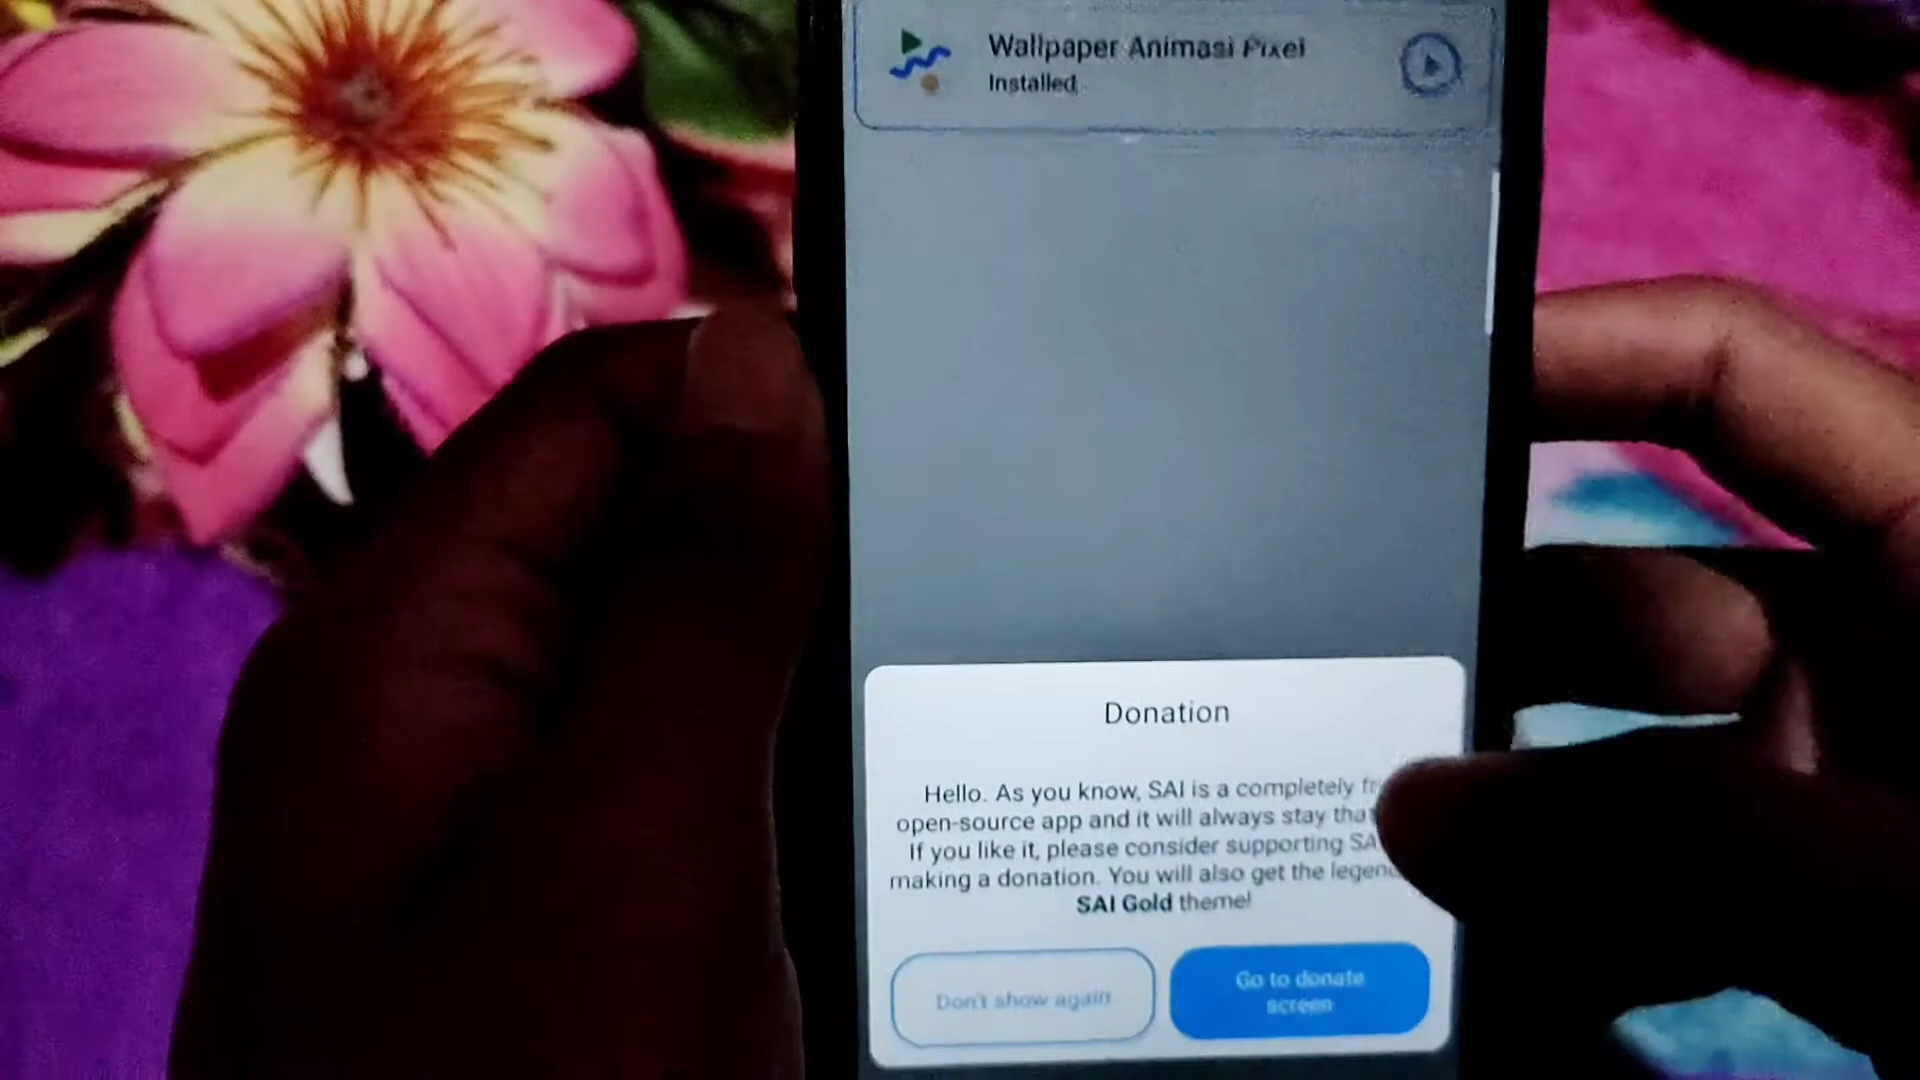 Wallpaper Animasi Pixel
Installed
Donation
Hello. As you know, SAI is a completely
open-source app and it will always stay
If you like it, please consider supporting
making a donation. You will also get the
SAI Gold theme!
Don't show again
Go to donate
screen